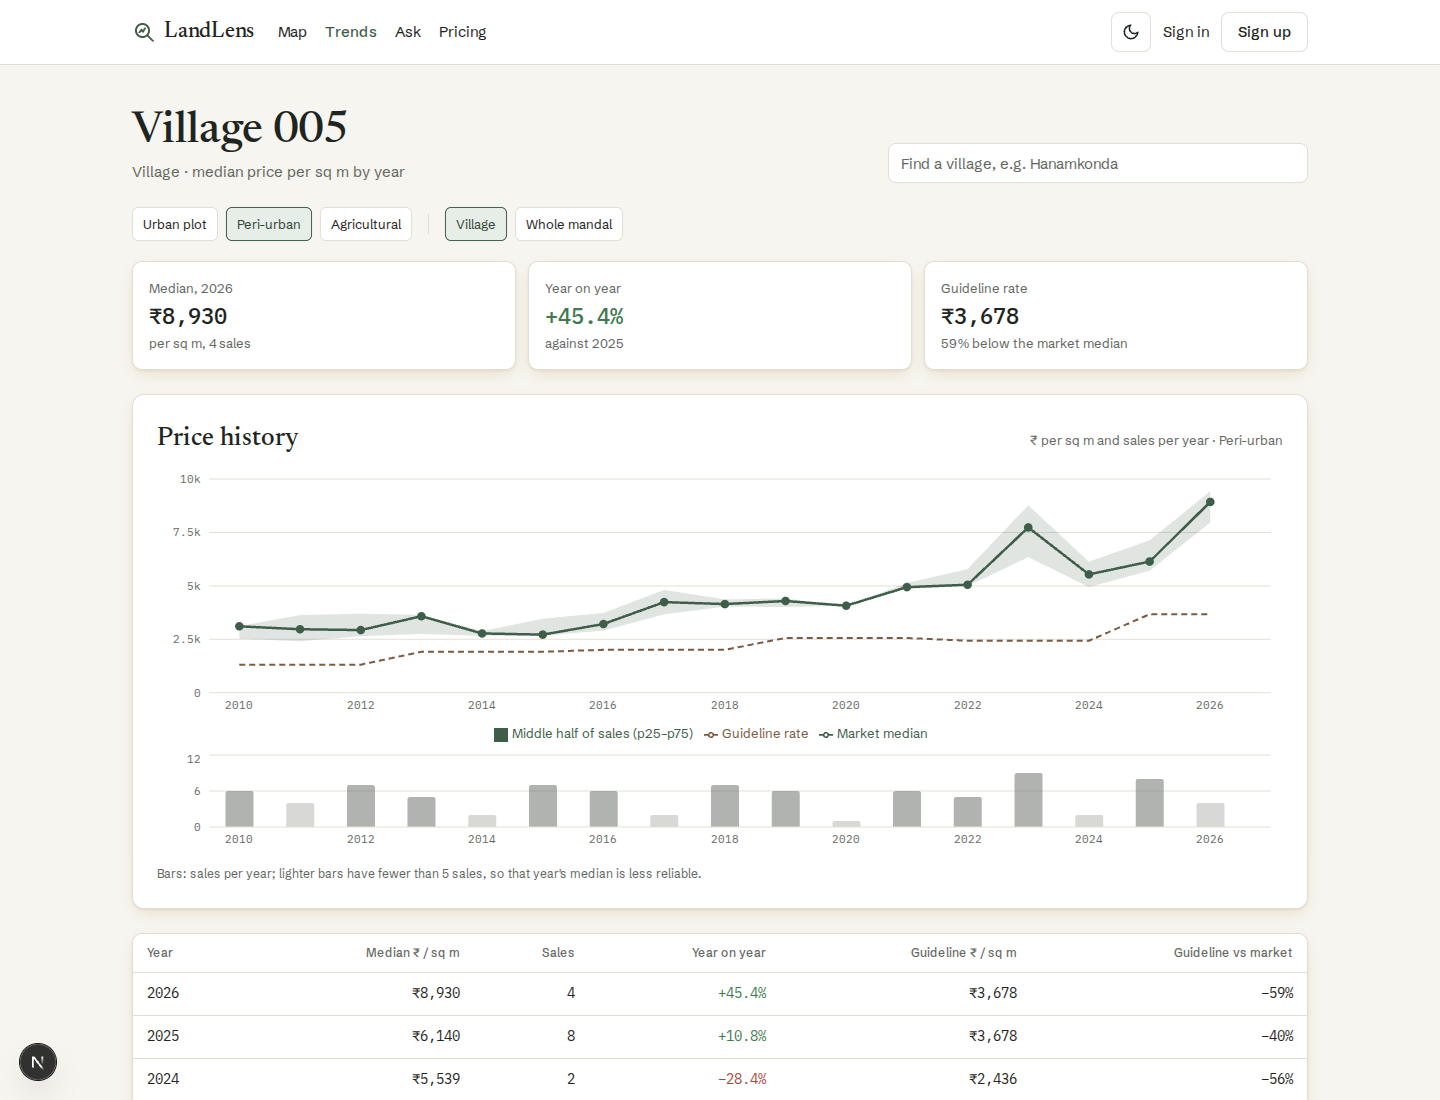 LandLens Map Trends Ask Pricing Sign in Sign up
Village 005
Village · median price per sq m by year
Find a village, e.g. Hanamkonda
Urban plot Peri-urban Agricultural Village Whole mandal
Median, 2026
₹8,930
per sq m, 4 sales
Year on year
+45.4%
against 2025
Guideline rate
₹3,678
59% below the market median
Price history
₹ per sq m and sales per year · Peri-urban
10k
7.5k
5k
2.5k
0
2010 2012 2014 2016 2018 2020 2022 2024 2026
Middle half of sales (p25–p75) Guideline rate Market median
12
6
0
2010 2012 2014 2016 2018 2020 2022 2024 2026
Bars: sales per year; lighter bars have fewer than 5 sales, so that year's median is less reliable.
Year Median ₹ / sq m Sales Year on year Guideline ₹ / sq m Guideline vs market
2026 ₹8,930 4 +45.4% ₹3,678 −59%
2025 ₹6,140 8 +10.8% ₹3,678 −40%
2024 ₹5,539 2 −28.4% ₹2,436 −56%
N